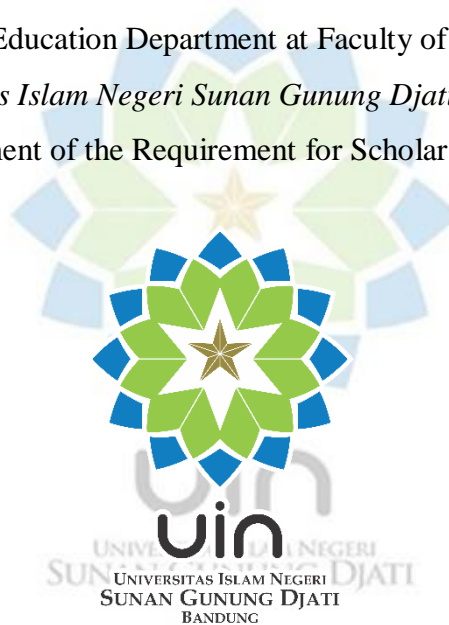 Education Department at Faculty of
s Islam Negeri Sunan Gunung Djati
ment of the Requirement for Scholar
uin
UNIVERSITAS ISLAM NEGERI
SUNAN GUNUNG DJATI
BANDUNG